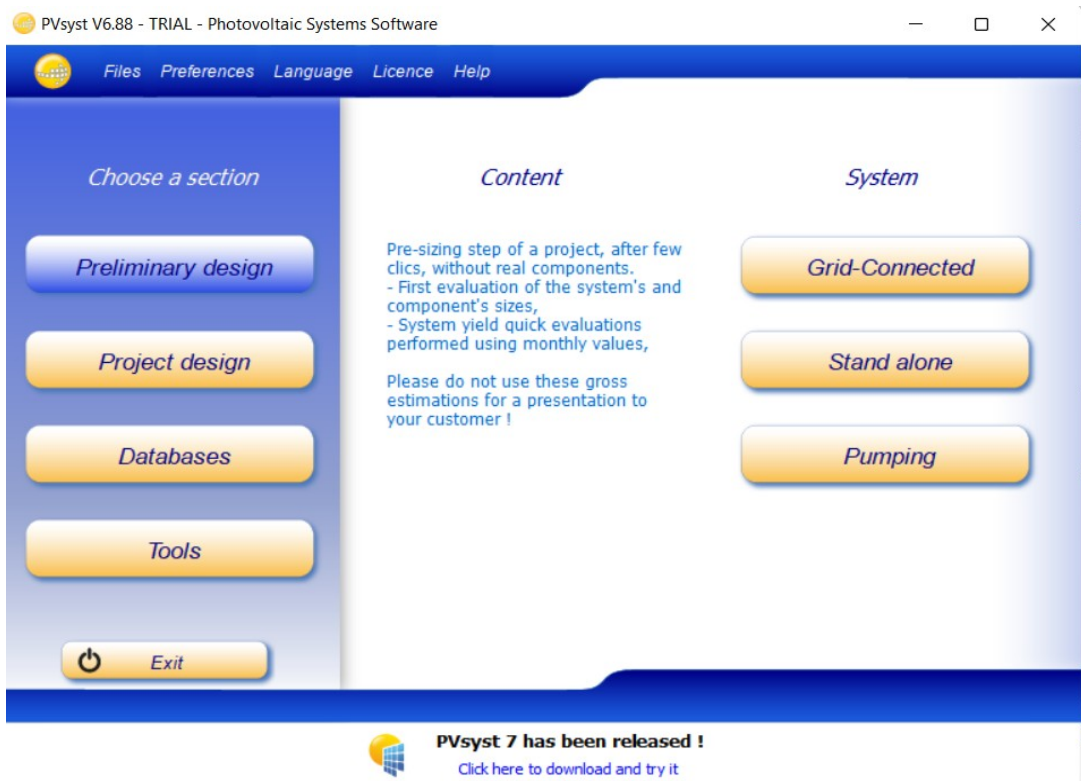 PVsyst V6.88 - TRIAL - Photovoltaic Systems Software
Files Preferences Language Licence Help
Choose a section
Preliminary design
Project design
Databases
Tools
Exit
Content
Pre-sizing step of a project, after few
clics, without real components.
- First evaluation of the system's and
component's sizes,
- System yield quick evaluations
performed using monthly values,
Please do not use these gross
estimations for a presentation to
your customer !
System
Grid-Connected
Stand alone
Pumping
PVsyst 7 has been released !
Click here to download and try it